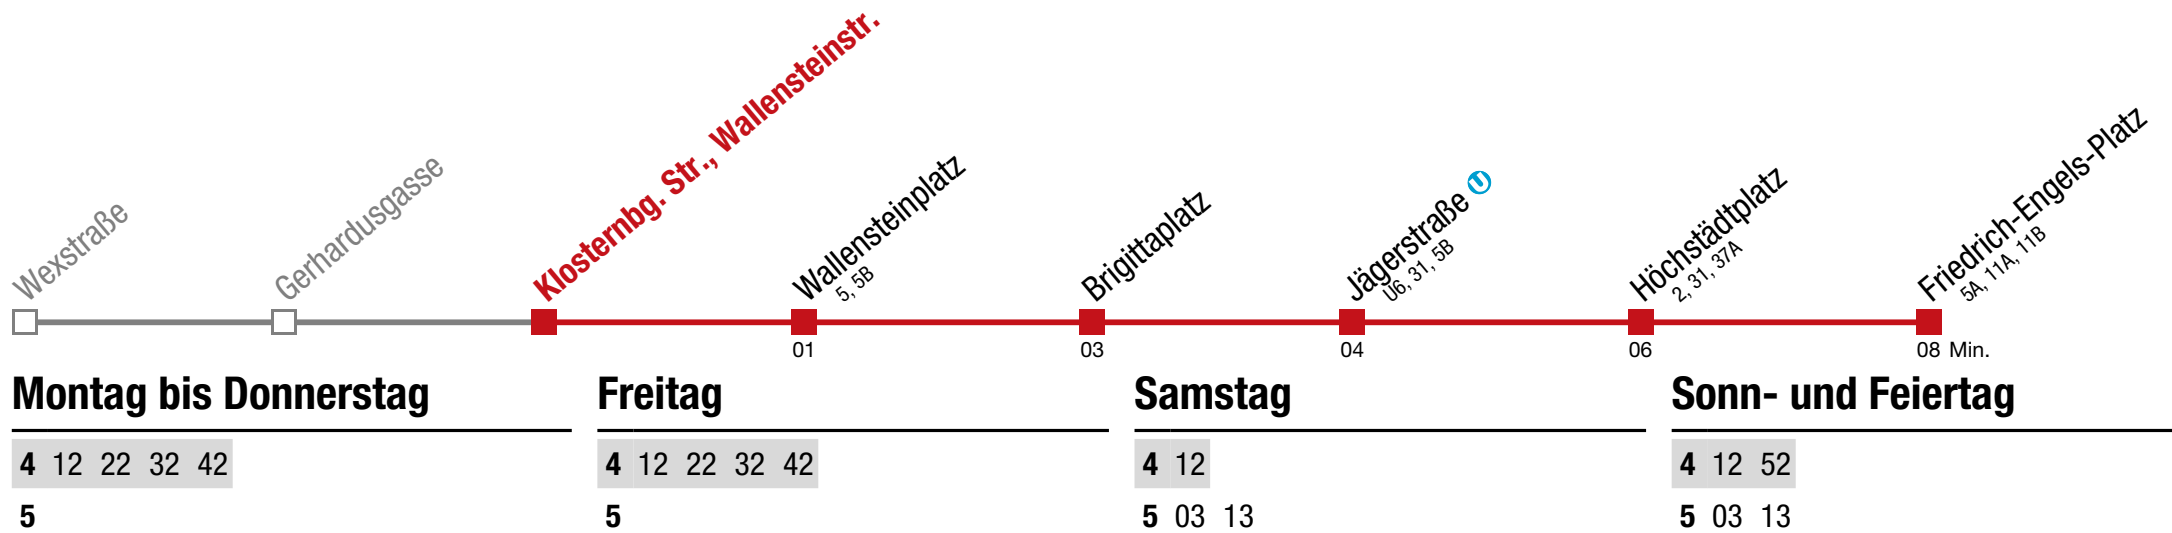 Wexstraße
Gerhardusgasse
Klosternbg. Str., Wallensteinstr.
Wallensteinplatz
5, 5B
Brigittaplatz
Jägerstraße U
U6, 31, 5B
Höchstädtplatz
2, 31, 37A
Friedrich-Engels-Platz
5A, 11A, 11B
01 03 04 06 08 Min.
Montag bis Donnerstag
4 12 22 32 42
5
Freitag
4 12 22 32 42
5
Samstag
4 12
5 03 13
Sonn- und Feiertag
4 12 52
5 03 13